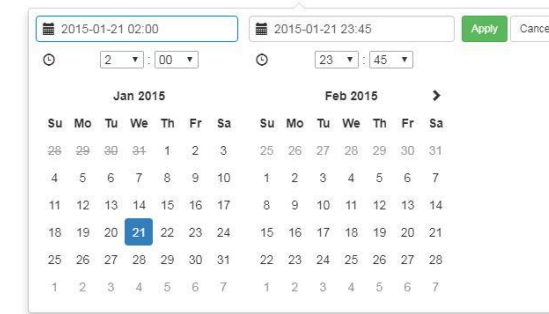 2015-01-21 02:00 2015-01-21 23:45 Apply Cance
2 : 00 23 : 45
Jan 2015 Feb 2015
Su Mo Tu We Th Fr Sa Su Mo Tu We Th Fr Sa
28 29 30 31 1 2 3 25 26 27 28 29 30 31
4 5 6 7 8 9 10 1 2 3 4 5 6 7
11 12 13 14 15 16 17 8 9 10 11 12 13 14
18 19 20 21 22 23 24 15 16 17 18 19 20 21
25 26 27 28 29 30 31 22 23 24 25 26 27 28
1 2 3 4 5 6 7 1 2 3 4 5 6 7